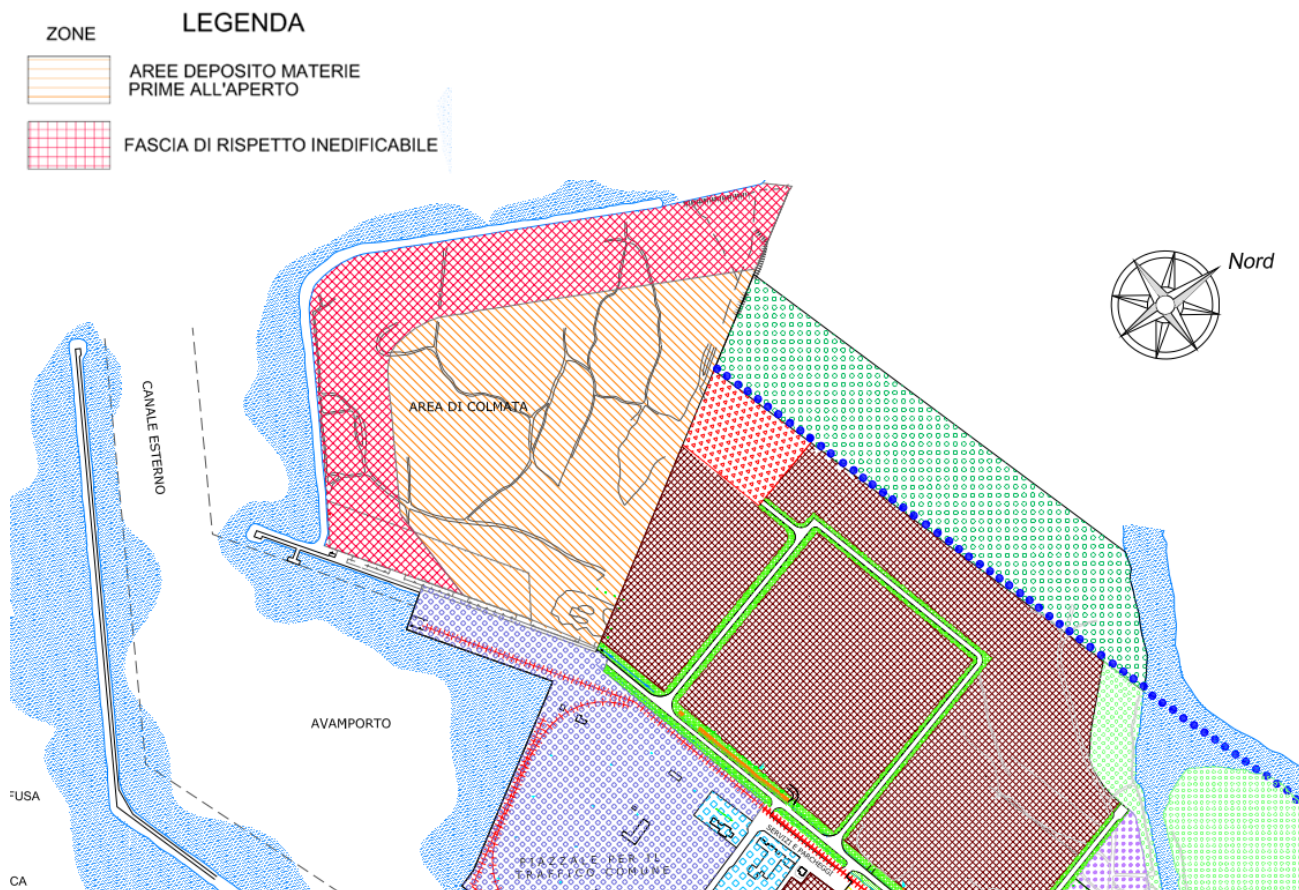 LEGENDA
ZONE
AREE DEPOSITO MATERIE
PRIME ALL'APERTO
FASCIA DI RISPETTO INEDIFICABILE
Nord
CANALE ESTERNO
AREA DI COLMATA
AVAMPORTO
FUSA
CA
PIAZZALE PER IL
TRAFFICO COMUNE
SERVIZI E PARCHEGGI